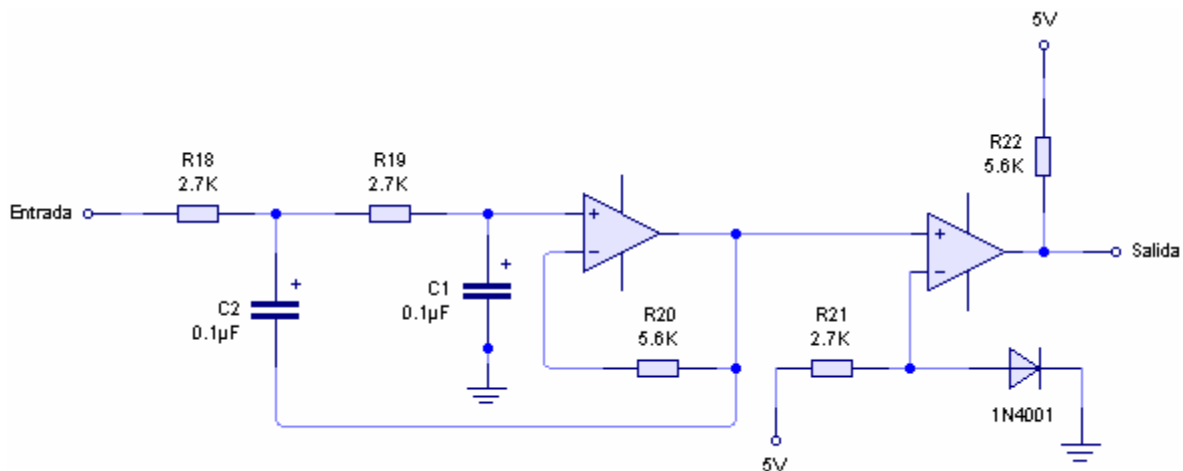 5V
R22
5.6K
R18
2.7K
R19
2.7K
Entrada
+
−
+
−
Salida
+
C2
0.1µF
+
C1
0.1µF
R20
5.6K
R21
2.7K
1N4001
5V